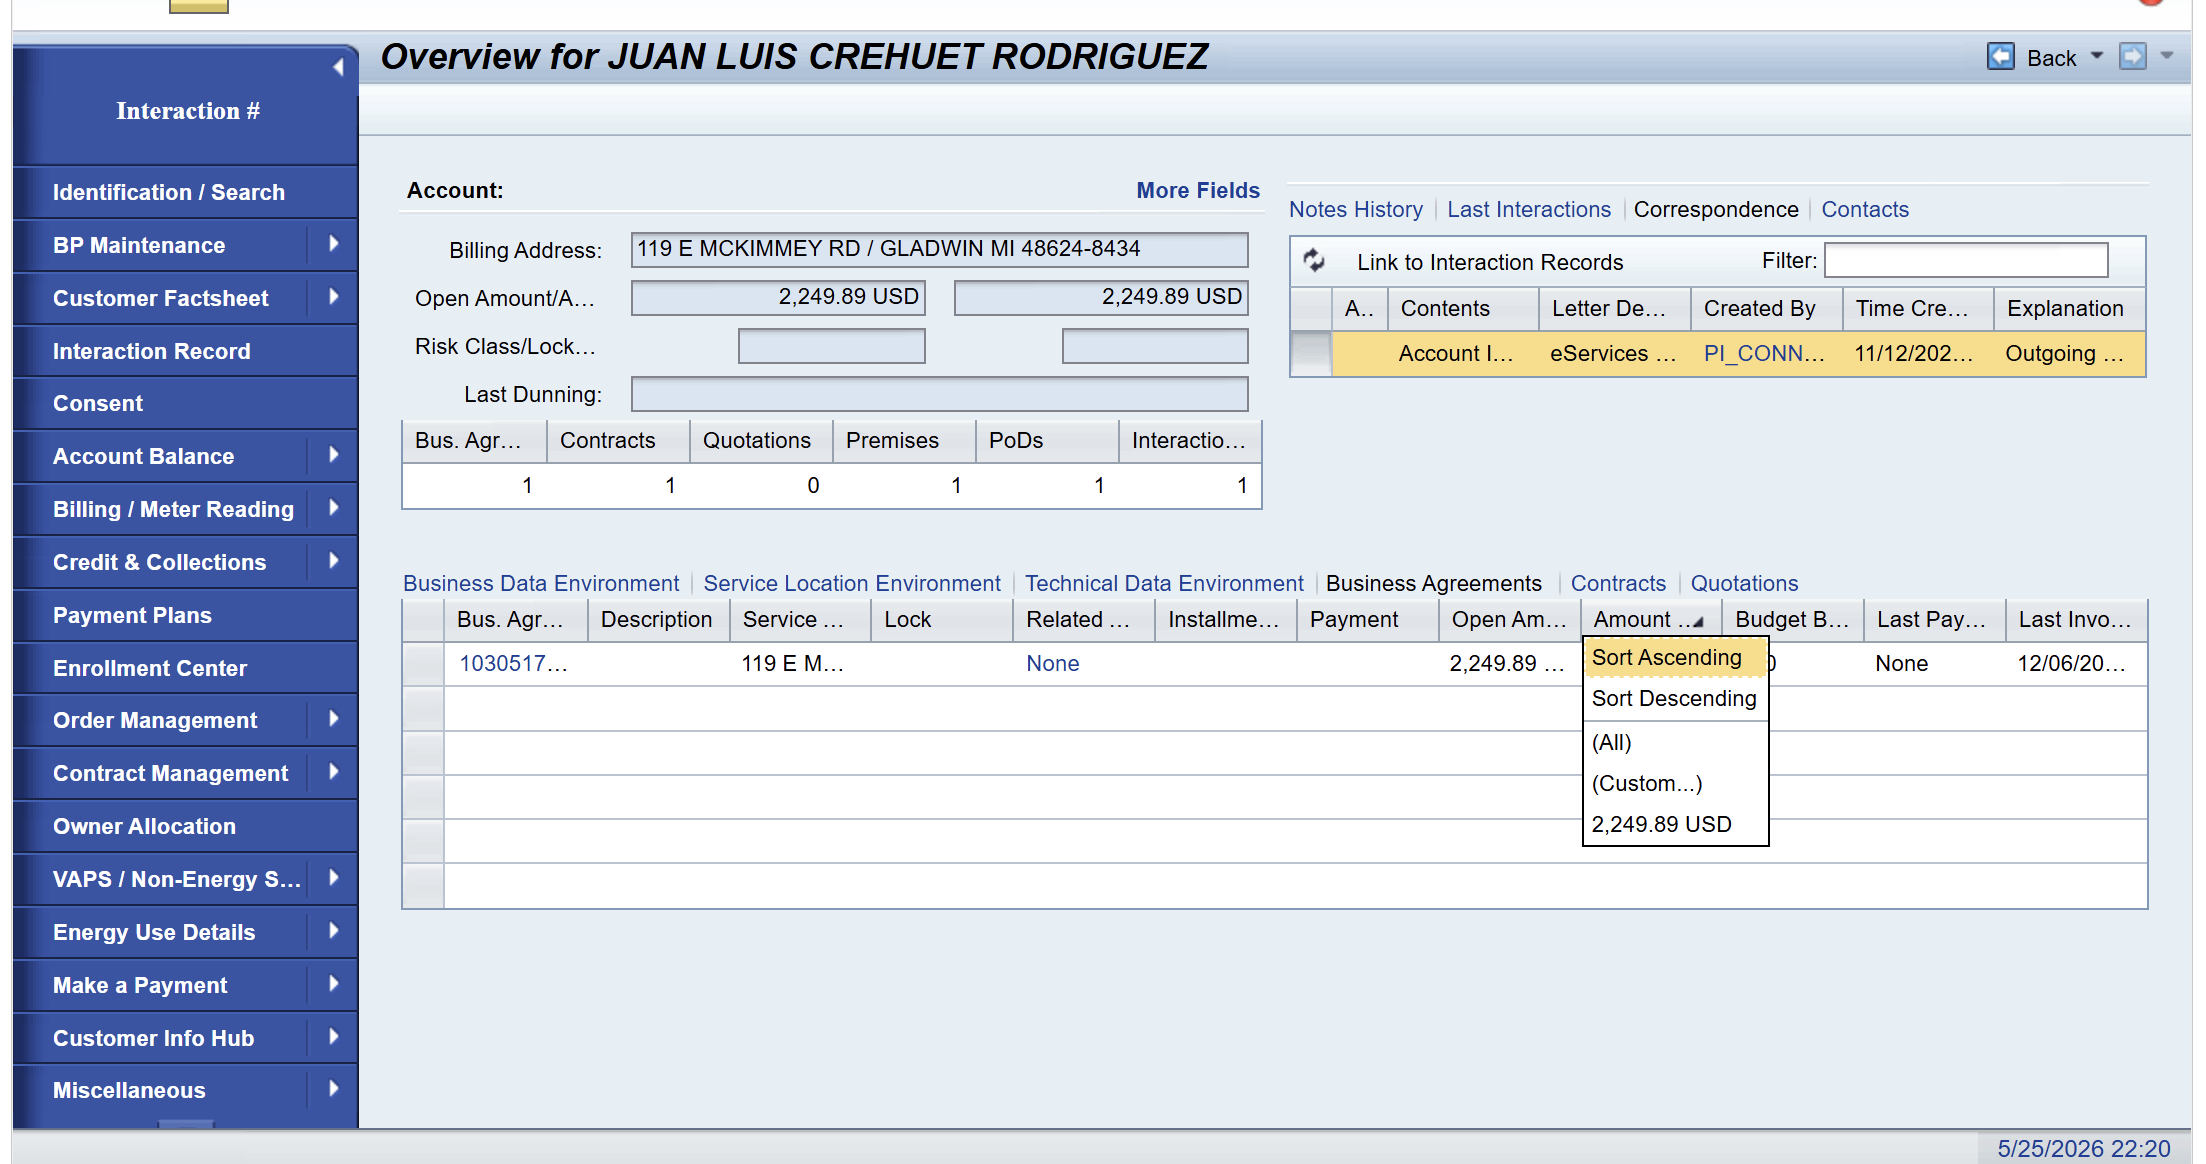 Overview for JUAN LUIS CREHUET RODRIGUEZ
Back
Interaction #
Identification / Search
BP Maintenance
Customer Factsheet
Interaction Record
Consent
Account Balance
Billing / Meter Reading
Credit & Collections
Payment Plans
Enrollment Center
Order Management
Contract Management
Owner Allocation
VAPS / Non-Energy S...
Energy Use Details
Make a Payment
Customer Info Hub
Miscellaneous
Account: More Fields
Billing Address: 119 E MCKIMMEY RD / GLADWIN MI 48624-8434
Open Amount/A... 2,249.89 USD 2,249.89 USD
Risk Class/Lock...
Last Dunning:
Bus. Agr... Contracts Quotations Premises PoDs Interactio...
1 1 0 1 1 1
Notes History Last Interactions Correspondence Contacts
Link to Interaction Records Filter:
A.. Contents Letter De... Created By Time Cre... Explanation
Account I... eServices ... PI_CONN... 11/12/202... Outgoing ...
Business Data Environment Service Location Environment Technical Data Environment Business Agreements Contracts Quotations
Bus. Agr... Description Service ... Lock Related ... Installme... Payment Open Am... Amount ... Budget B... Last Pay... Last Invo...
1030517... 119 E M... None 2,249.89 ... None 12/06/20...
Sort Ascending
Sort Descending
(All)
(Custom...)
2,249.89 USD
5/25/2026 22:20